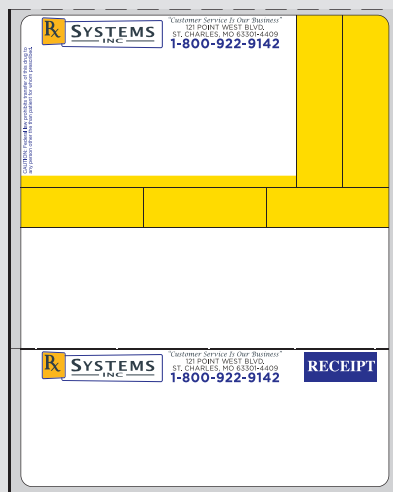 Rx SYSTEMS
INC
"Customer Service Is Our Business"
121 POINT WEST BLVD.
ST. CHARLES, MO 63301-4409
1-800-922-9142
CAUTION: Federal law prohibits transfer of this drug to
any person other the than patient for whom prescribed.
Rx SYSTEMS
INC
"Customer Service Is Our Business"
121 POINT WEST BLVD.
ST. CHARLES, MO 63301-4409
1-800-922-9142
RECEIPT